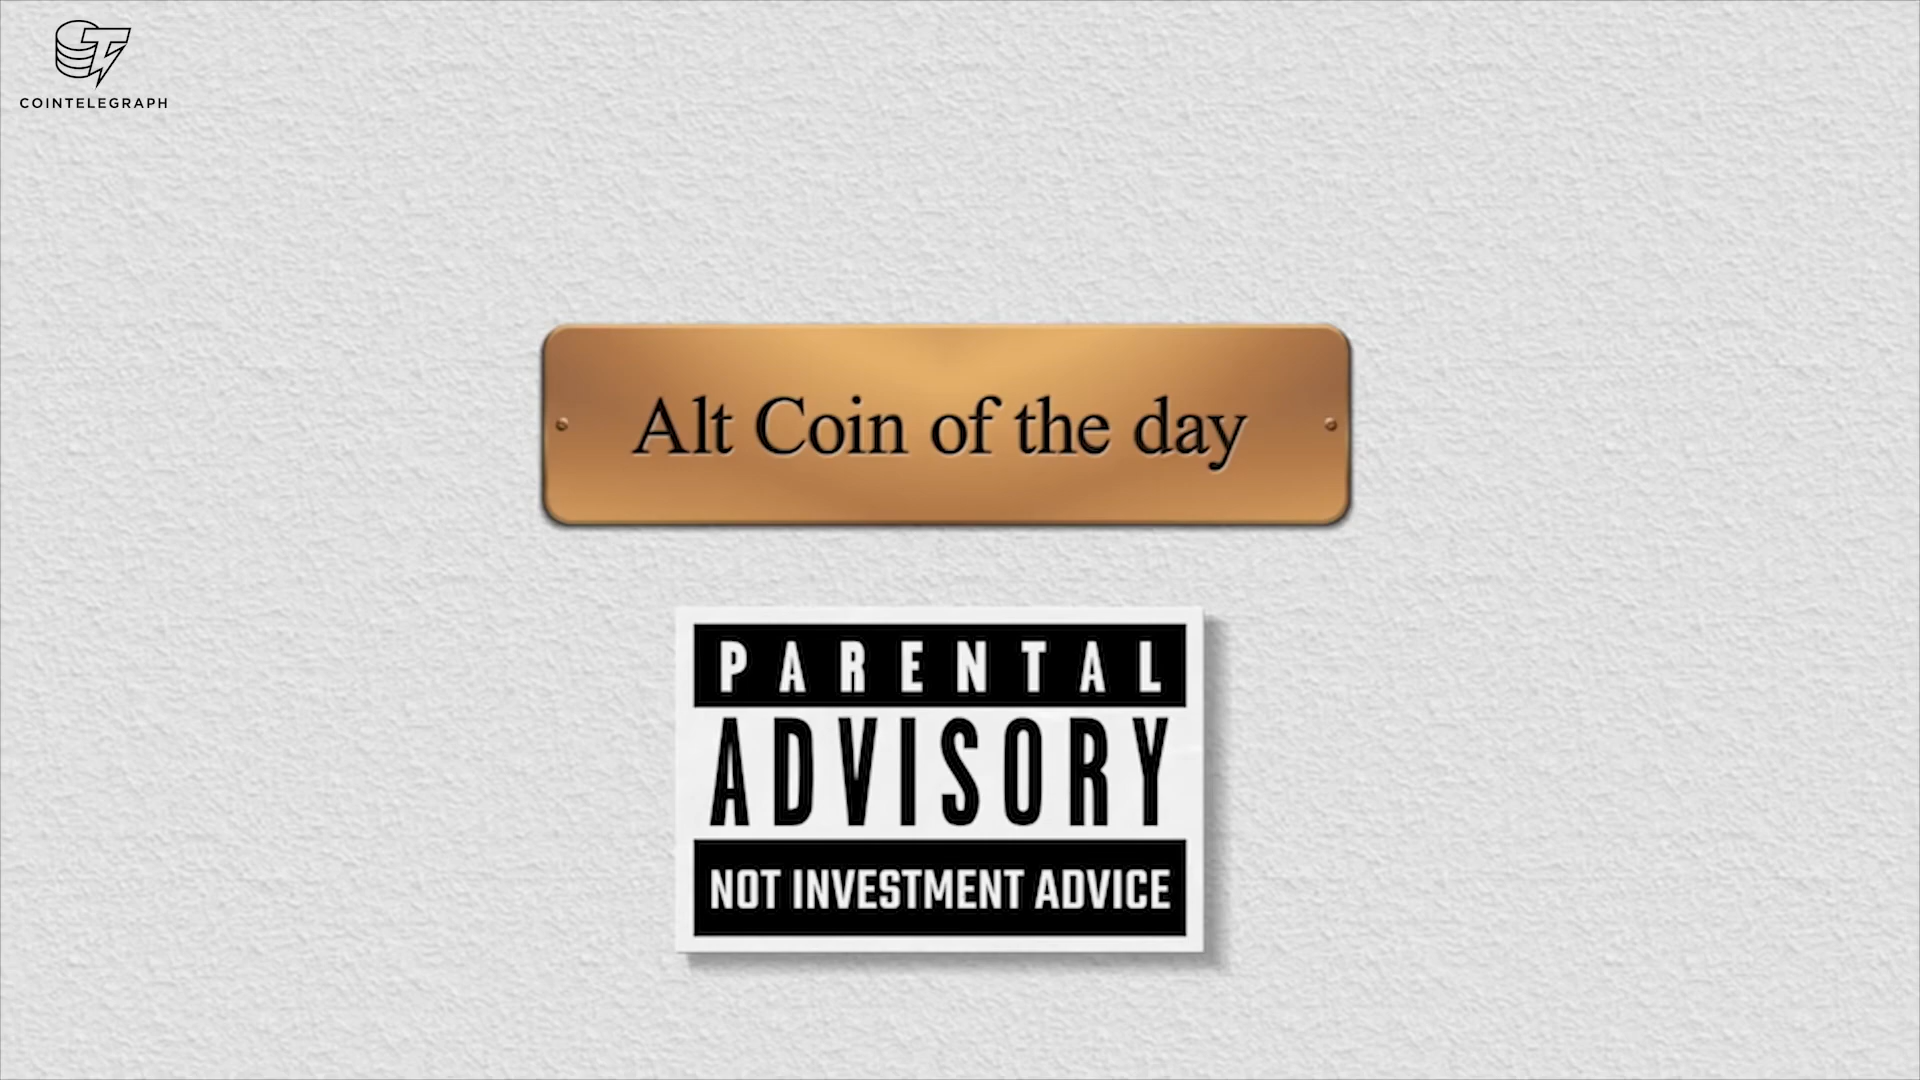 COINTELEGRAPH
Alt Coin of the day
PARENTAL
ADVISORY
NOT INVESTMENT ADVICE